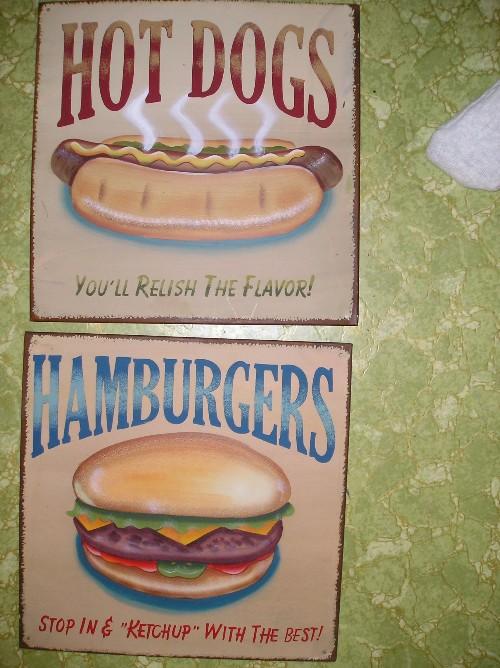 HOT DOGS
YOU'LL RELISH THE FLAVOR!
HAMBURGERS
STOP IN & "KETCHUP" WITH THE BEST!